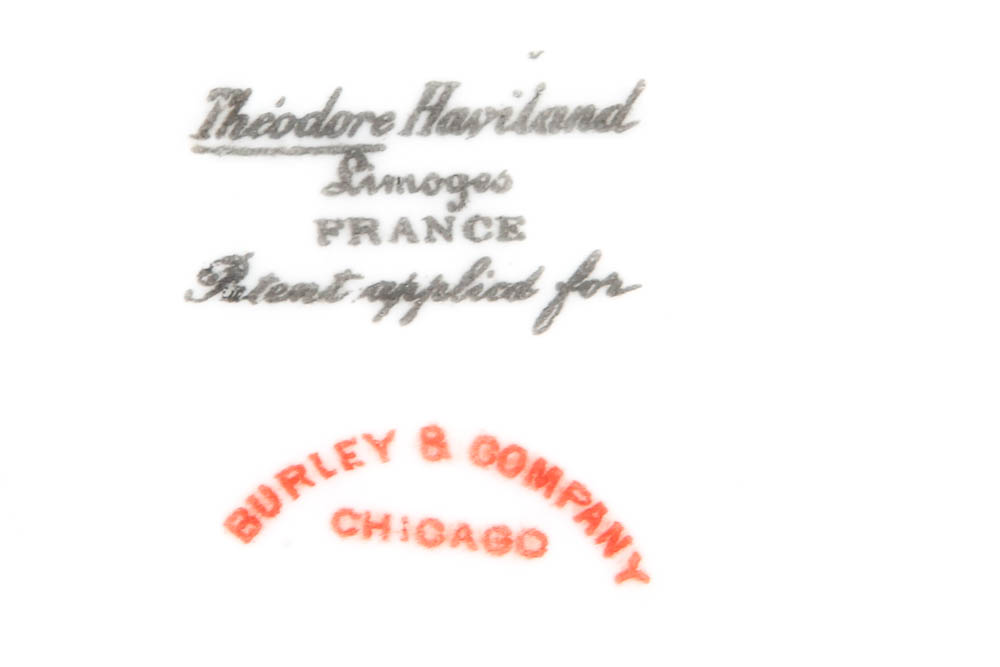 Théodore Haviland
Limoges
FRANCE
Patent applied for
BURLEY & COMPANY
CHICAGO